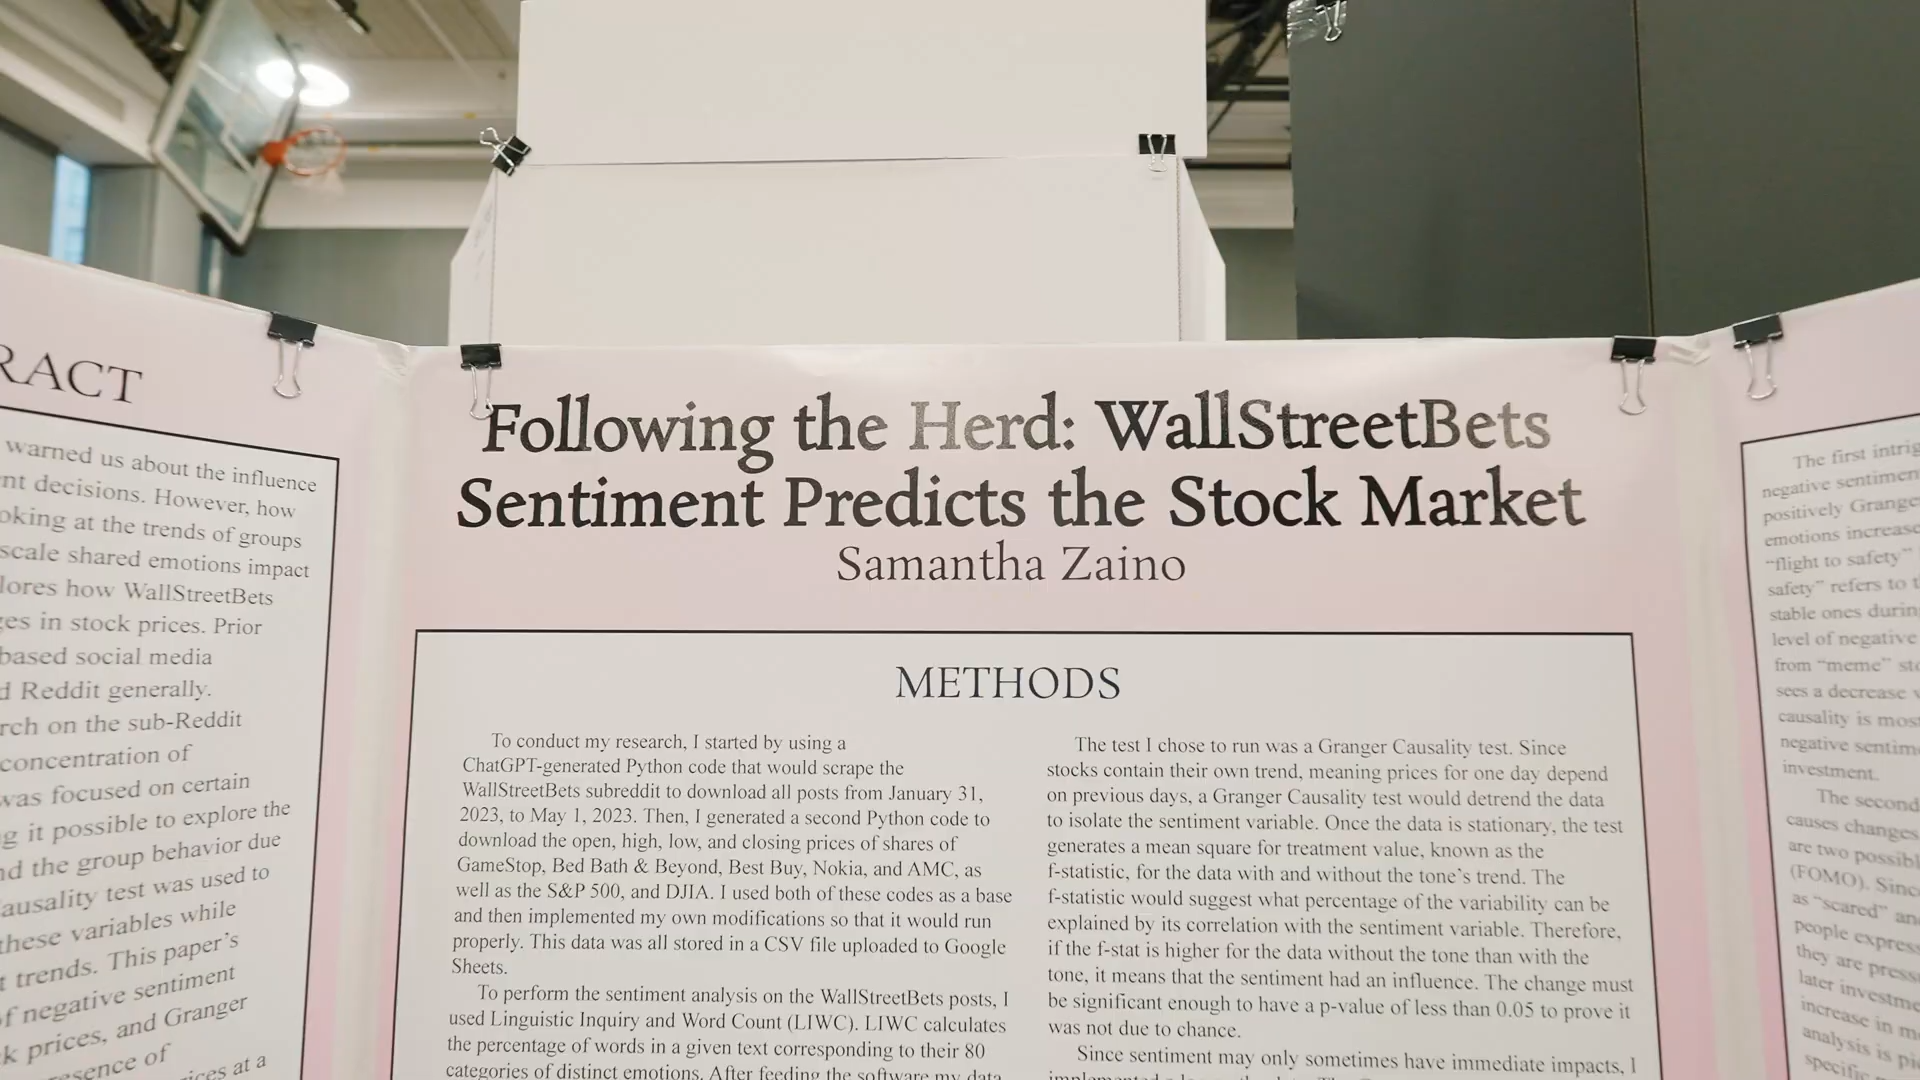 RACT
warned us about the influence
nt decisions. However, how
oking at the trends of groups
scale shared emotions impact
lores how WallStreetBets
ges in stock prices. Prior
based social media
d Reddit generally.
rch on the sub-Reddit
concentration of
was focused on certain
g it possible to explore the
nd the group behavior due
ausality test was used to
these variables while
t trends. This paper's
of negative sentiment
k prices, and Granger
esence of
ices at a
Following the Herd: WallStreetBets
Sentiment Predicts the Stock Market
Samantha Zaino
METHODS
To conduct my research, I started by using a
ChatGPT-generated Python code that would scrape the
WallStreetBets subreddit to download all posts from January 31,
2023, to May 1, 2023. Then, I generated a second Python code to
download the open, high, low, and closing prices of shares of
GameStop, Bed Bath & Beyond, Best Buy, Nokia, and AMC, as
well as the S&P 500, and DJIA. I used both of these codes as a base
and then implemented my own modifications so that it would run
properly. This data was all stored in a CSV file uploaded to Google
Sheets.
To perform the sentiment analysis on the WallStreetBets posts, I
used Linguistic Inquiry and Word Count (LIWC). LIWC calculates
the percentage of words in a given text corresponding to their 80
categories of distinct emotions. After feeding the software my data,
The test I chose to run was a Granger Causality test. Since
stocks contain their own trend, meaning prices for one day depend
on previous days, a Granger Causality test would detrend the data
to isolate the sentiment variable. Once the data is stationary, the test
generates a mean square for treatment value, known as the
f-statistic, for the data with and without the tone's trend. The
f-statistic would suggest what percentage of the variability can be
explained by its correlation with the sentiment variable. Therefore,
if the f-stat is higher for the data without the tone than with the
tone, it means that the sentiment had an influence. The change must
be significant enough to have a p-value of less than 0.05 to prove it
was not due to chance.
Since sentiment may only sometimes have immediate impacts, I
The first intrig
negative sentimen
positively Grange
emotions increase
"flight to safety"
safety" refers to t
stable ones during
level of negative
from "meme" sto
sees a decrease
causality is most
negative sentime
investment.
The second
causes changes
are two possibl
(FOMO). Since
as "scared" and
people express
they are press
later investme
increase in m
analysis is pi
specific